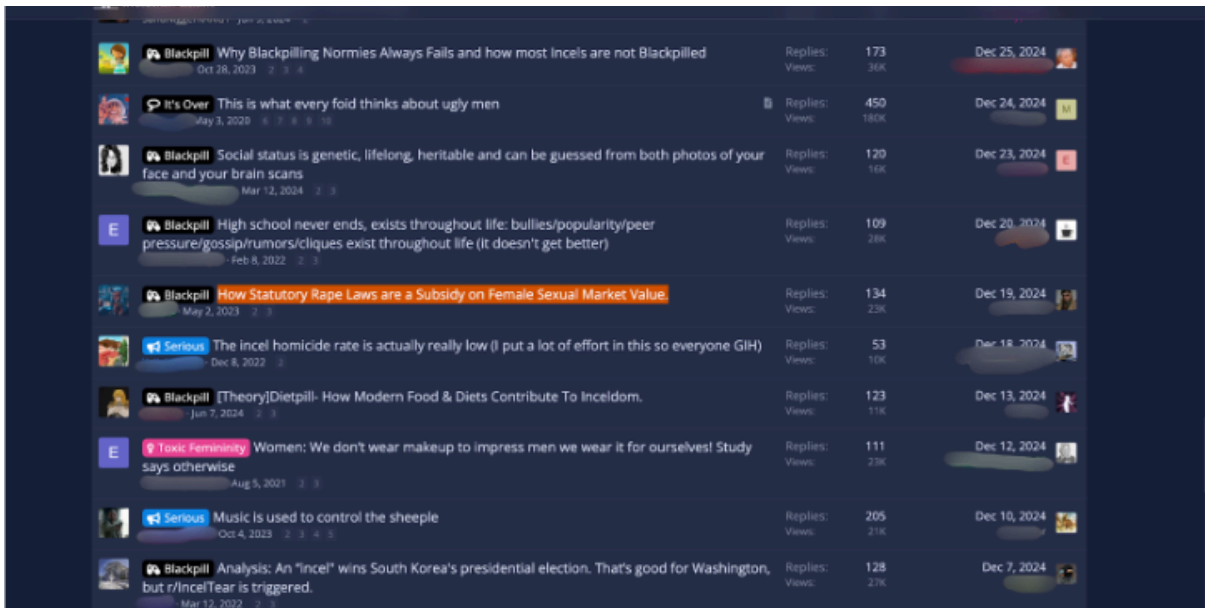 Blackpill Why Blackpilling Normies Always Fails and how most Incels are not Blackpilled Replies: 173 Dec 25, 2024
Oct 28, 2023 2 3 4 Views: 36K
It's Over This is what every foid thinks about ugly men Replies: 450 Dec 24, 2024
May 3, 2020 6 7 8 9 10 Views: 180K M
Blackpill Social status is genetic, lifelong, heritable and can be guessed from both photos of your Replies: 120 Dec 23, 2024
face and your brain scans Views: 16K E
Mar 12, 2024 2 3
E Blackpill High school never ends, exists throughout life: bullies/popularity/peer Replies: 109 Dec 20, 2024
pressure/gossip/rumors/cliques exist throughout life (it doesn't get better) Views: 28K
Feb 8, 2022 2 3
Blackpill How Statutory Rape Laws are a Subsidy on Female Sexual Market Value. Replies: 134 Dec 19, 2024
May 2, 2023 2 3 Views: 23K
Serious The incel homicide rate is actually really low (I put a lot of effort in this so everyone GIH) Replies: 53 Dec 18, 2024
Dec 8, 2022 2 Views: 10K
Blackpill [Theory]Dietpill- How Modern Food & Diets Contribute To Inceldom. Replies: 123 Dec 13, 2024
Jun 7, 2024 2 3 Views: 11K
E Toxic Femininity Women: We don't wear makeup to impress men we wear it for ourselves! Study Replies: 111 Dec 12, 2024
says otherwise Views: 23K
Aug 5, 2021 2 3
Serious Music is used to control the sheeple Replies: 205 Dec 10, 2024
Oct 4, 2023 2 3 4 5 Views: 21K
Blackpill Analysis: An "incel" wins South Korea's presidential election. That's good for Washington, Replies: 128 Dec 7, 2024
but r/IncelTear is triggered. Views: 27K
Mar 12, 2022 2 3